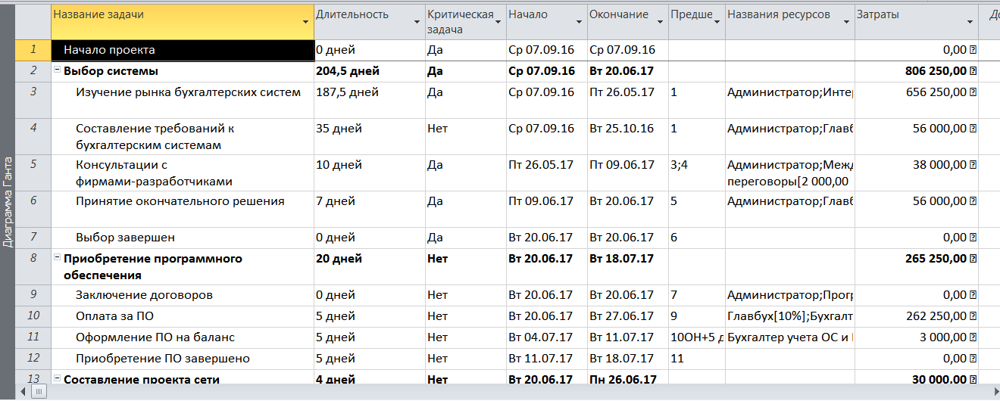 Название задачи Длительность Критическая задача Начало Окончание Предше Названия ресурсов Затраты
1 Начало проекта 0 дней Да Ср 07.09.16 Ср 07.09.16 0,00
2 Выбор системы 204,5 дней Да Ср 07.09.16 Вт 20.06.17 806 250,00
3 Изучение рынка бухгалтерских систем 187,5 дней Да Ср 07.09.16 Пт 26.05.17 1 Администратор;Инте 656 250,00
4 Составление требований к 35 дней Нет Ср 07.09.16 Вт 25.10.16 1 Администратор;Глав 56 000,00
бухгалтерским системам
5 Консультации с 10 дней Да Пт 26.05.17 Пт 09.06.17 3;4 Администратор;Меж 38 000,00
фирмами-разработчиками переговоры[2 000,00
6 Принятие окончательного решения 7 дней Да Пт 09.06.17 Вт 20.06.17 5 Администратор;Глав 56 000,00
7 Выбор завершен 0 дней Да Вт 20.06.17 Вт 20.06.17 6 0,00
8 Приобретение программного 20 дней Нет Вт 20.06.17 Вт 18.07.17 265 250,00
обеспечения
9 Заключение договоров 0 дней Нет Вт 20.06.17 Вт 20.06.17 7 Администратор;Прог 0,00
10 Оплата за ПО 5 дней Нет Вт 20.06.17 Вт 27.06.17 9 Главбух[10%];Бухгалт 262 250,00
11 Оформление ПО на баланс 5 дней Нет Вт 04.07.17 Вт 11.07.17 10ОН+5 д Бухгалтер учета ОС и 3 000,00
12 Приобретение ПО завершено 5 дней Нет Вт 11.07.17 Вт 18.07.17 11 0,00
13 Составление проекта сети 4 дней Нет Вт 20.06.17 Пн 26.06.17 30 000,00
Диаграмма Ганта